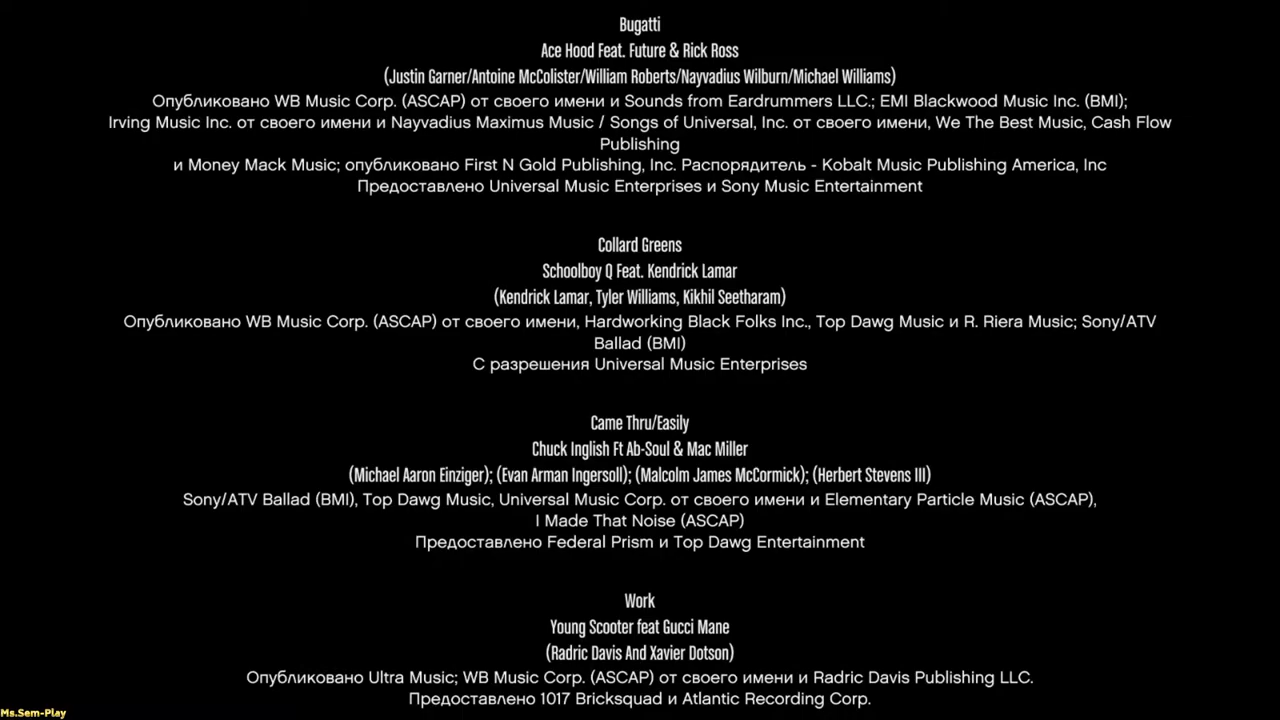 Bugatti
Ace Hood Feat. Future & Rick Ross
(Justin Garner/Antoine McColister/William Roberts/Nayvadius Wilburn/Michael Williams)
Опубликовано WB Music Corp. (ASCAP) от своего имени и Sounds from Eardrummers LLC.; EMI Blackwood Music Inc. (BMI);
Irving Music Inc. от своего имени и Nayvadius Maximus Music / Songs of Universal, Inc. от своего имени, We The Best Music, Cash Flow
Publishing
и Money Mack Music; опубликовано First N Gold Publishing, Inc. Распорядитель - Kobalt Music Publishing America, Inc
Предоставлено Universal Music Enterprises и Sony Music Entertainment
Collard Greens
Schoolboy Q Feat. Kendrick Lamar
(Kendrick Lamar, Tyler Williams, Kikhil Seetharam)
Опубликовано WB Music Corp. (ASCAP) от своего имени, Hardworking Black Folks Inc., Top Dawg Music и R. Riera Music; Sony/ATV
Ballad (BMI)
С разрешения Universal Music Enterprises
Came Thru/Easily
Chuck Inglish Ft Ab-Soul & Mac Miller
(Michael Aaron Einziger); (Evan Arman Ingersoll); (Malcolm James McCormick); (Herbert Stevens III)
Sony/ATV Ballad (BMI), Top Dawg Music, Universal Music Corp. от своего имени и Elementary Particle Music (ASCAP),
I Made That Noise (ASCAP)
Предоставлено Federal Prism и Top Dawg Entertainment
Work
Young Scooter feat Gucci Mane
(Radric Davis And Xavier Dotson)
Опубликовано Ultra Music; WB Music Corp. (ASCAP) от своего имени и Radric Davis Publishing LLC.
Предоставлено 1017 Bricksquad и Atlantic Recording Corp.
Ms.Sem-Play